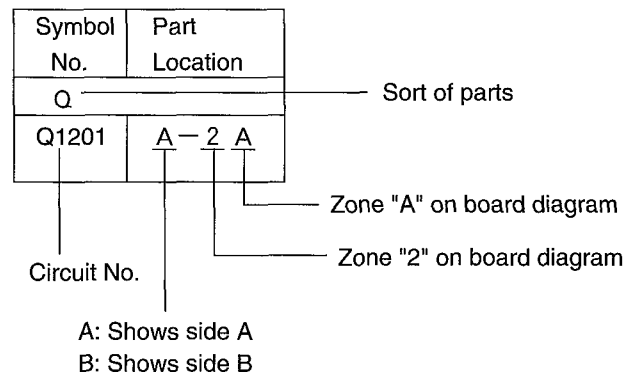 Symbol No.
Part Location
Q
Sort of parts
Q1201
A — 2 A
Zone "A" on board diagram
Zone "2" on board diagram
Circuit No.
A: Shows side A
B: Shows side B